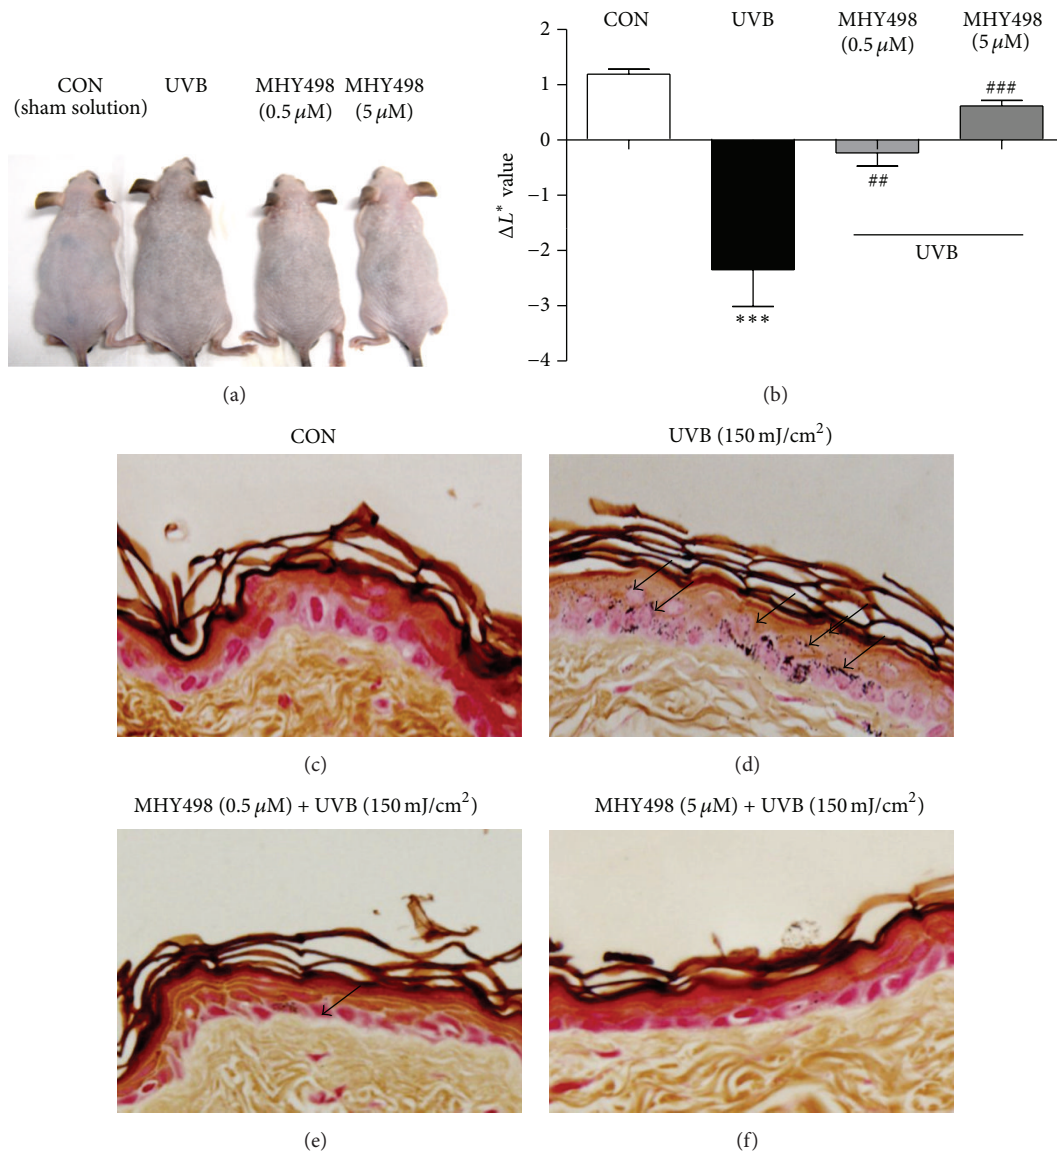 CON
(sham solution)
UVB
MHY498
(0.5 μM)
MHY498
(5 μM)
(a)
CON
UVB
MHY498
(0.5 μM)
MHY498
(5 μM)
2
1
0
−1
−2
−3
−4
ΔL* value
***
##
###
UVB
(b)
CON
(c)
UVB (150 mJ/cm²)
(d)
MHY498 (0.5 μM) + UVB (150 mJ/cm²)
(e)
MHY498 (5 μM) + UVB (150 mJ/cm²)
(f)